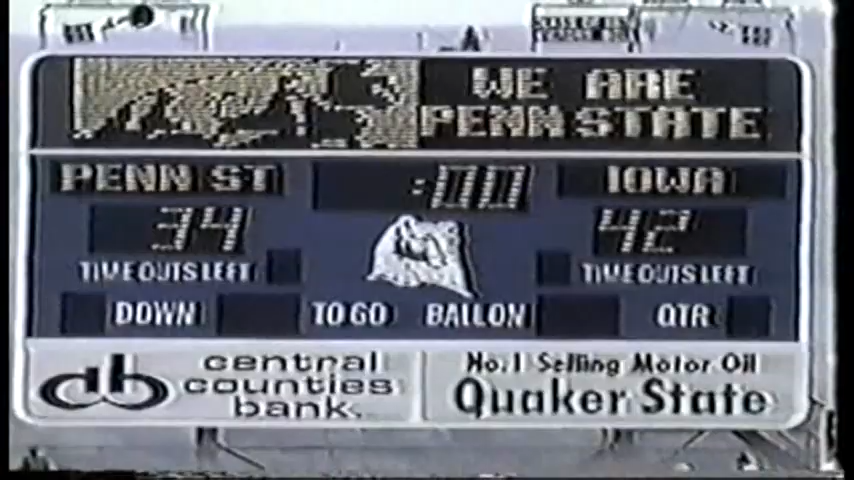 WE ARE
PENN STATE
PENN ST
:00
IOWA
34
42
TIMEOUTS LEFT
TIMEOUTS LEFT
DOWN
TO GO
BALL ON
QTR
central
counties
bank.
No. 1 Selling Motor Oil
Quaker State